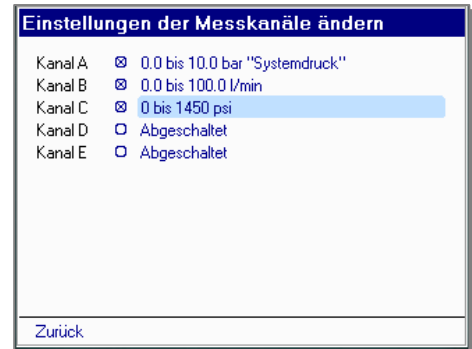 Einstellungen der Messkanäle ändern
Kanal A 0.0 bis 10.0 bar "Systemdruck"
Kanal B 0.0 bis 100.0 l/min
Kanal C 0 bis 1450 psi
Kanal D Abgeschaltet
Kanal E Abgeschaltet
Zurück